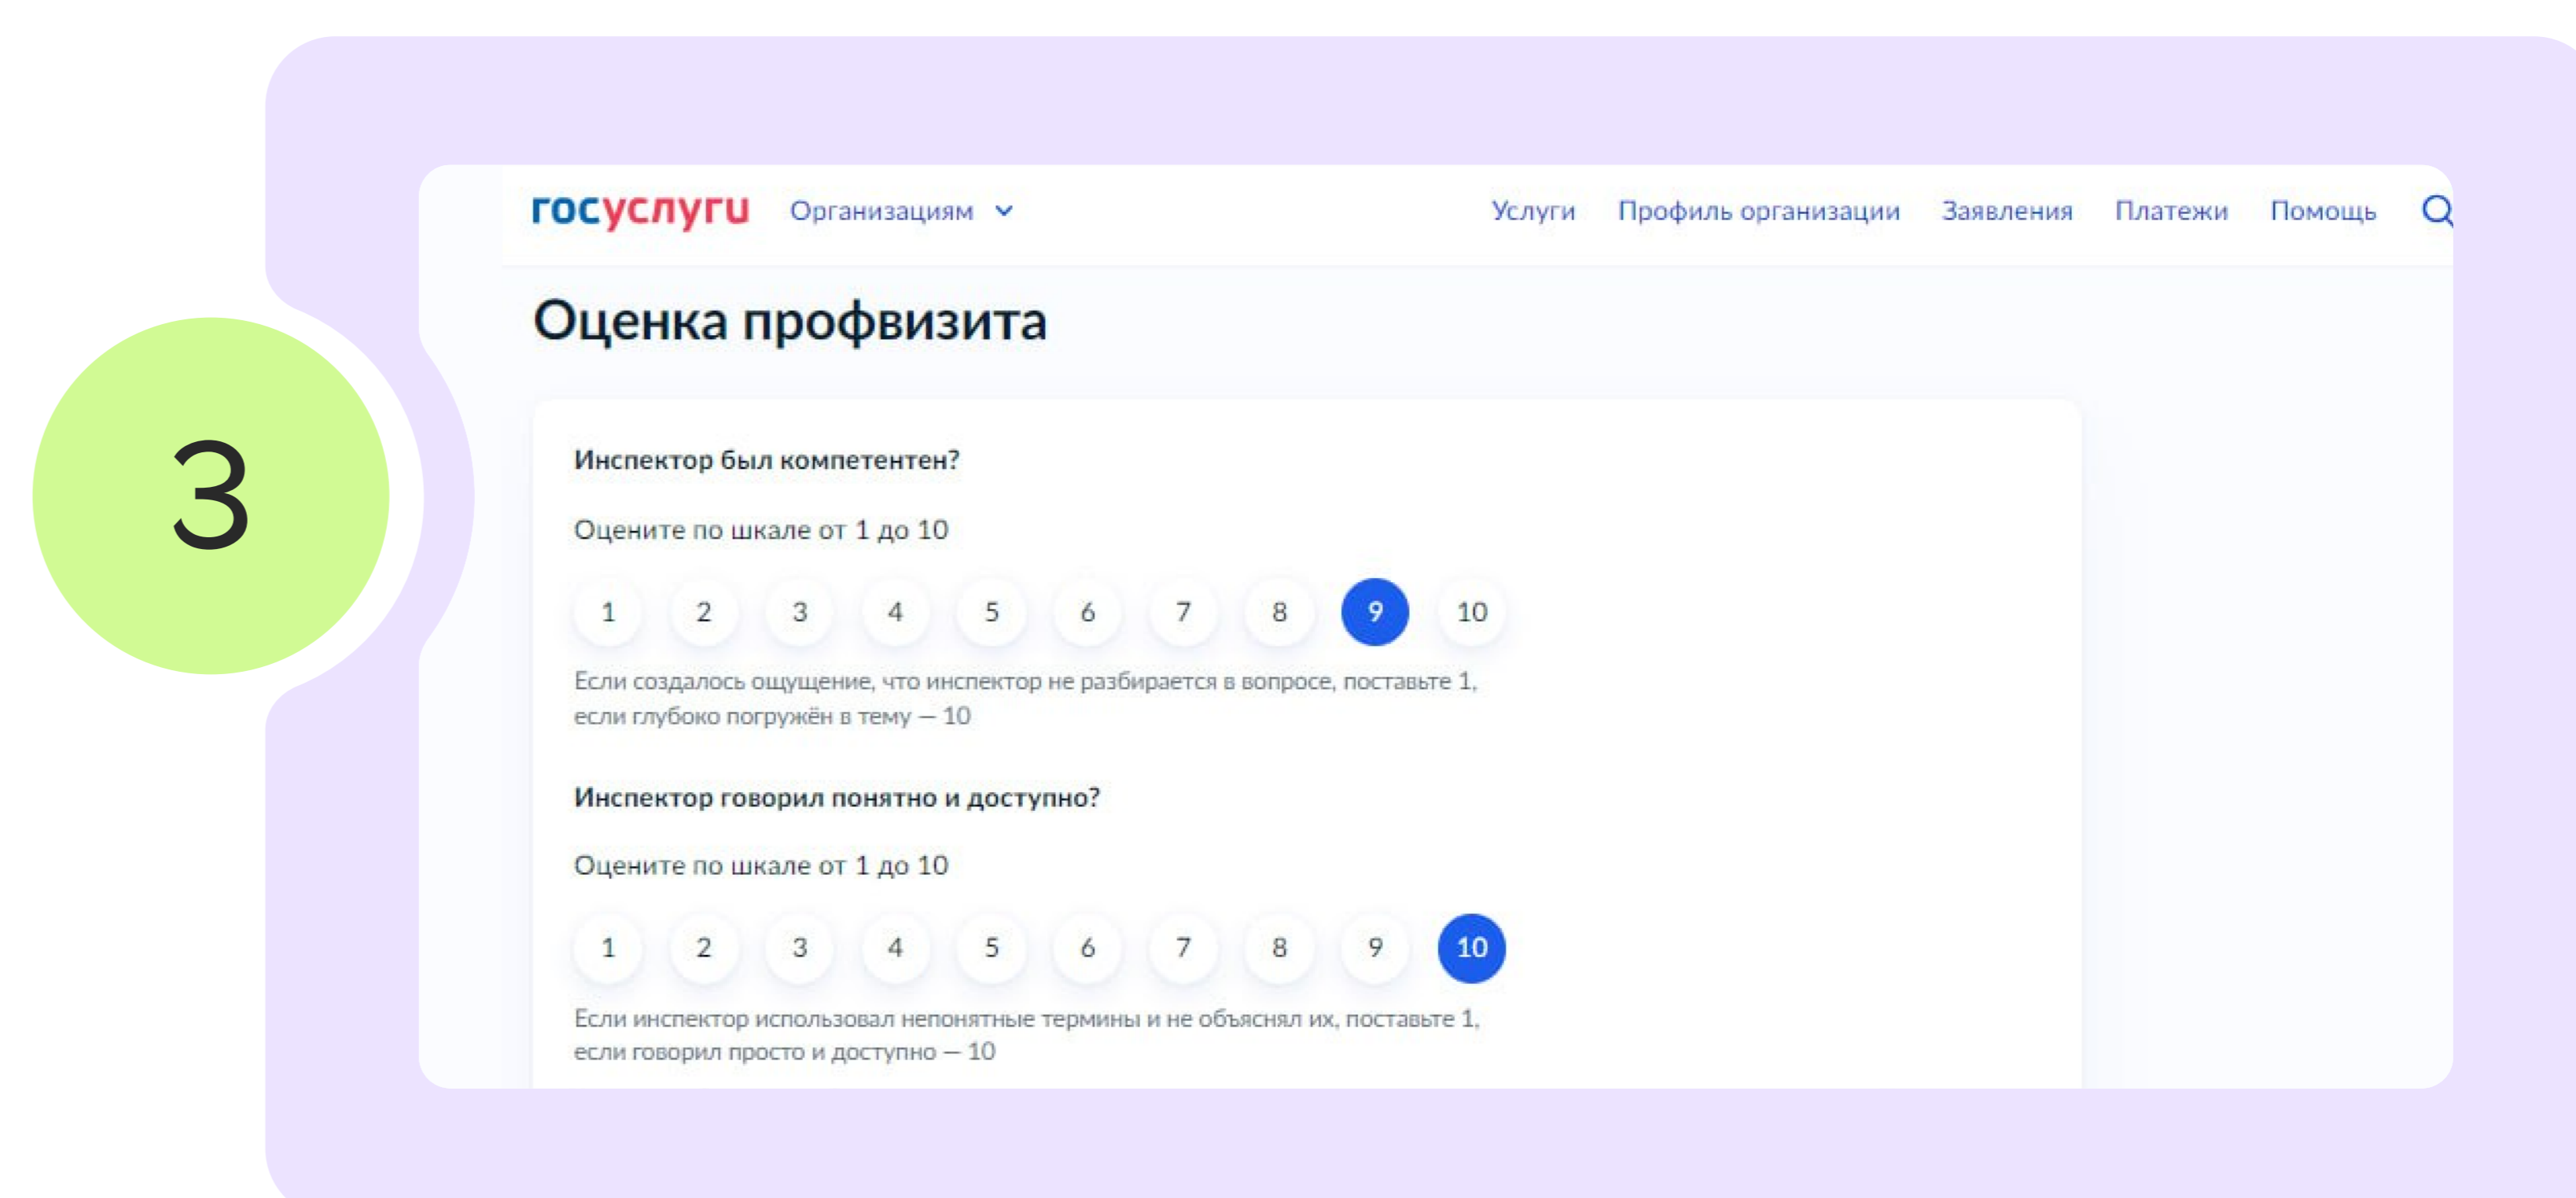 3
госуслуги Организациям Услуги Профиль организации Заявления Платежи Помощь
Оценка профвизита
Инспектор был компетентен?
Оцените по шкале от 1 до 10
1 2 3 4 5 6 7 8 9 10
Если создалось ощущение, что инспектор не разбирается в вопросе, поставьте 1,
если глубоко погружён в тему — 10
Инспектор говорил понятно и доступно?
Оцените по шкале от 1 до 10
1 2 3 4 5 6 7 8 9 10
Если инспектор использовал непонятные термины и не объяснял их, поставьте 1,
если говорил просто и доступно — 10